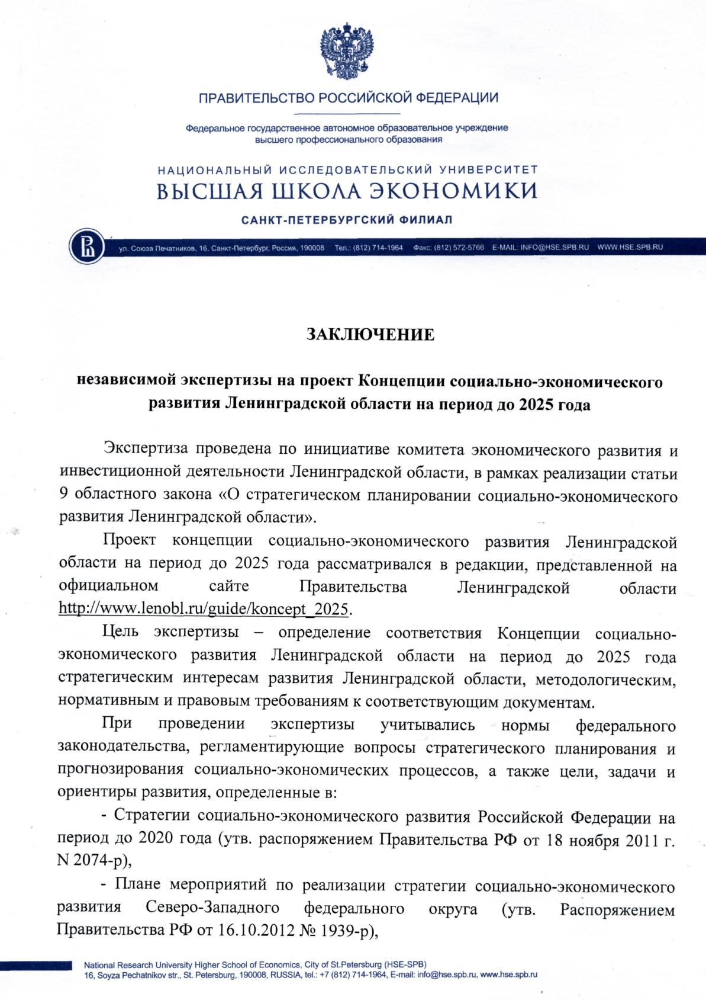 ПРАВИТЕЛЬСТВО РОССИЙСКОЙ ФЕДЕРАЦИИ
Федеральное государственное автономное образовательное учреждение
высшего профессионального образования
НАЦИОНАЛЬНЫЙ ИССЛЕДОВАТЕЛЬСКИЙ УНИВЕРСИТЕТ
ВЫСШАЯ ШКОЛА ЭКОНОМИКИ
САНКТ-ПЕТЕРБУРГСКИЙ ФИЛИАЛ
ул. Союза Печатников, 16, Санкт-Петербург, Россия, 190008 Тел.: (812) 714-1964 Факс: (812) 572-5766 E-MAIL: INFO@HSE.SPB.RU WWW.HSE.SPB.RU
ЗАКЛЮЧЕНИЕ
независимой экспертизы на проект Концепции социально-экономического
развития Ленинградской области на период до 2025 года
Экспертиза проведена по инициативе комитета экономического развития и
инвестиционной деятельности Ленинградской области, в рамках реализации статьи
9 областного закона «О стратегическом планировании социально-экономического
развития Ленинградской области».
Проект концепции социально-экономического развития Ленинградской
области на период до 2025 года рассматривался в редакции, представленной на
официальном сайте Правительства Ленинградской области
http://www.lenobl.ru/guide/koncept_2025.
Цель экспертизы – определение соответствия Концепции социально-
экономического развития Ленинградской области на период до 2025 года
стратегическим интересам развития Ленинградской области, методологическим,
нормативным и правовым требованиям к соответствующим документам.
При проведении экспертизы учитывались нормы федерального
законодательства, регламентирующие вопросы стратегического планирования и
прогнозирования социально-экономических процессов, а также цели, задачи и
ориентиры развития, определенные в:
- Стратегии социально-экономического развития Российской Федерации на
период до 2020 года (утв. распоряжением Правительства РФ от 18 ноября 2011 г.
N 2074-р),
- Плане мероприятий по реализации стратегии социально-экономического
развития Северо-Западного федерального округа (утв. Распоряжением
Правительства РФ от 16.10.2012 № 1939-р),
National Research University Higher School of Economics, City of St.Petersburg (HSE-SPB)
16, Soyza Pechatnikov str., St. Petersburg, 190008, RUSSIA, tel.: +7 (812) 714-1964, E-mail: info@hse.spb.ru, www.hse.spb.ru